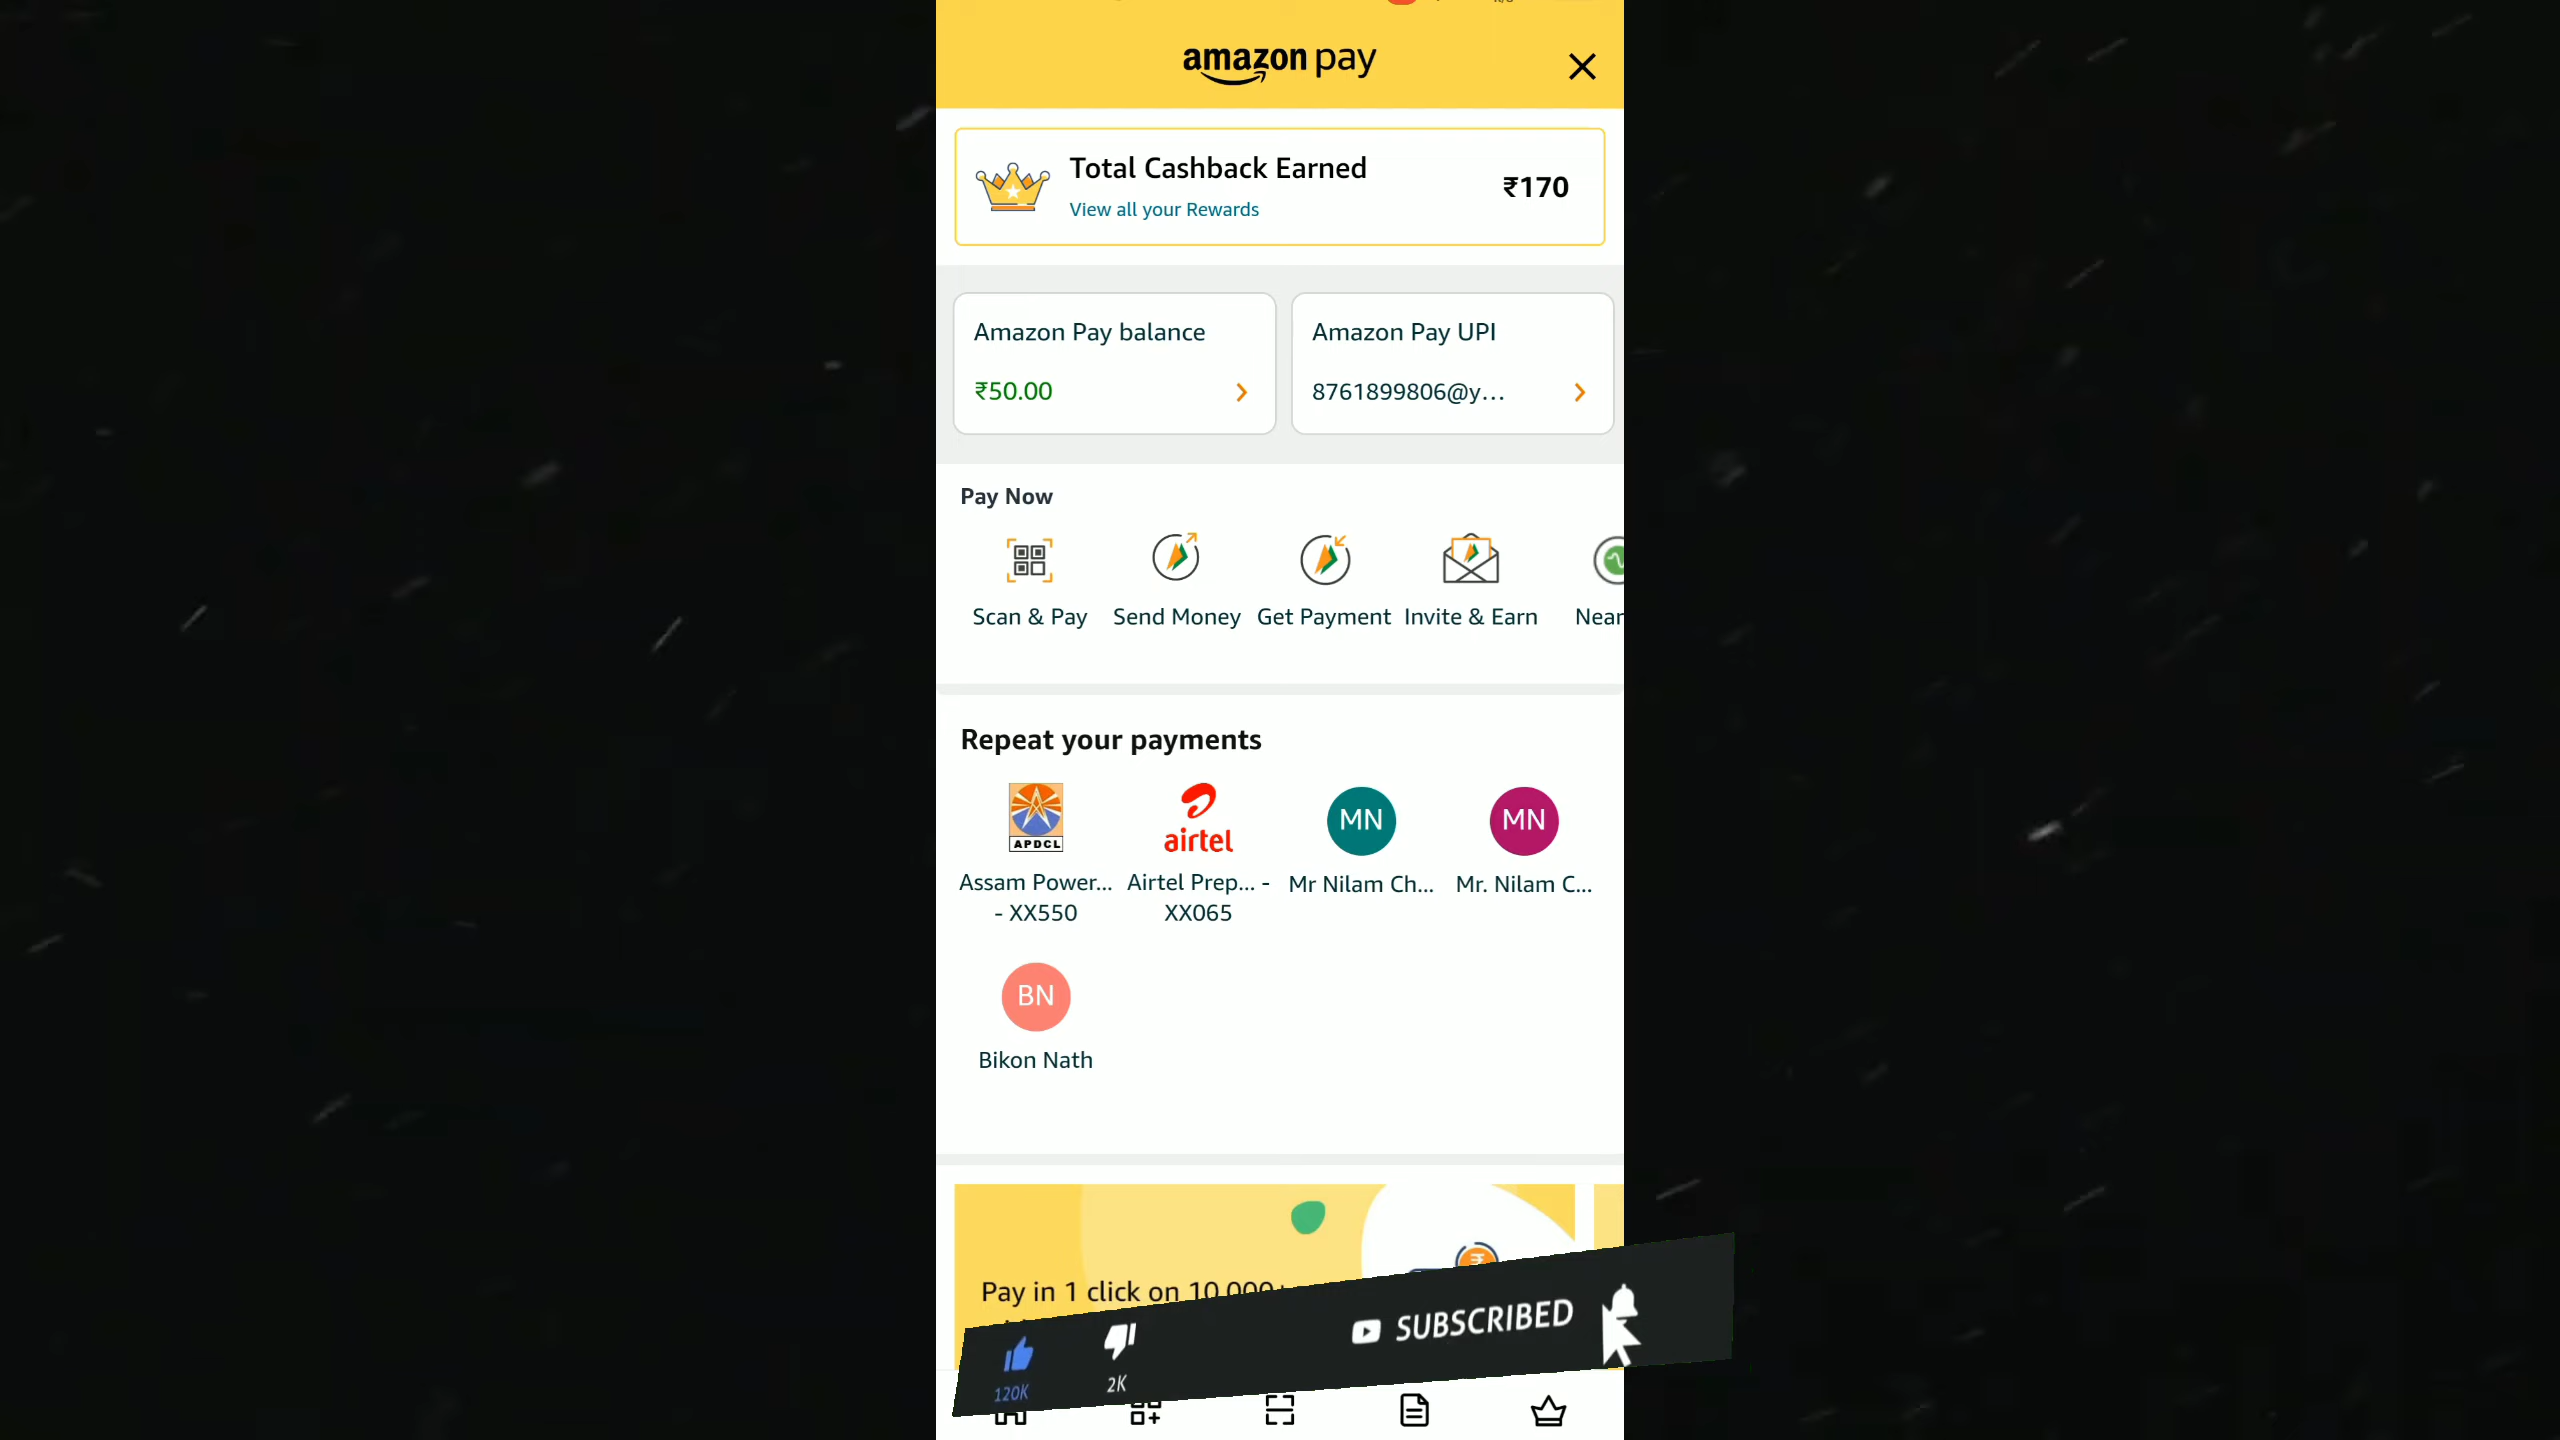 amazon pay
Total Cashback Earned
₹170
View all your Rewards
Amazon Pay balance
₹50.00
Amazon Pay UPI
8761899806@y...
Pay Now
Scan & Pay
Send Money
Get Payment
Invite & Earn
Near
Repeat your payments
APDCL
Assam Power...
- XX550
airtel
Airtel Prep... -
XX065
MN
Mr Nilam Ch...
MN
Mr. Nilam C...
BN
Bikon Nath
Pay in 1 click on 10,000+
120K
2K
SUBSCRIBED